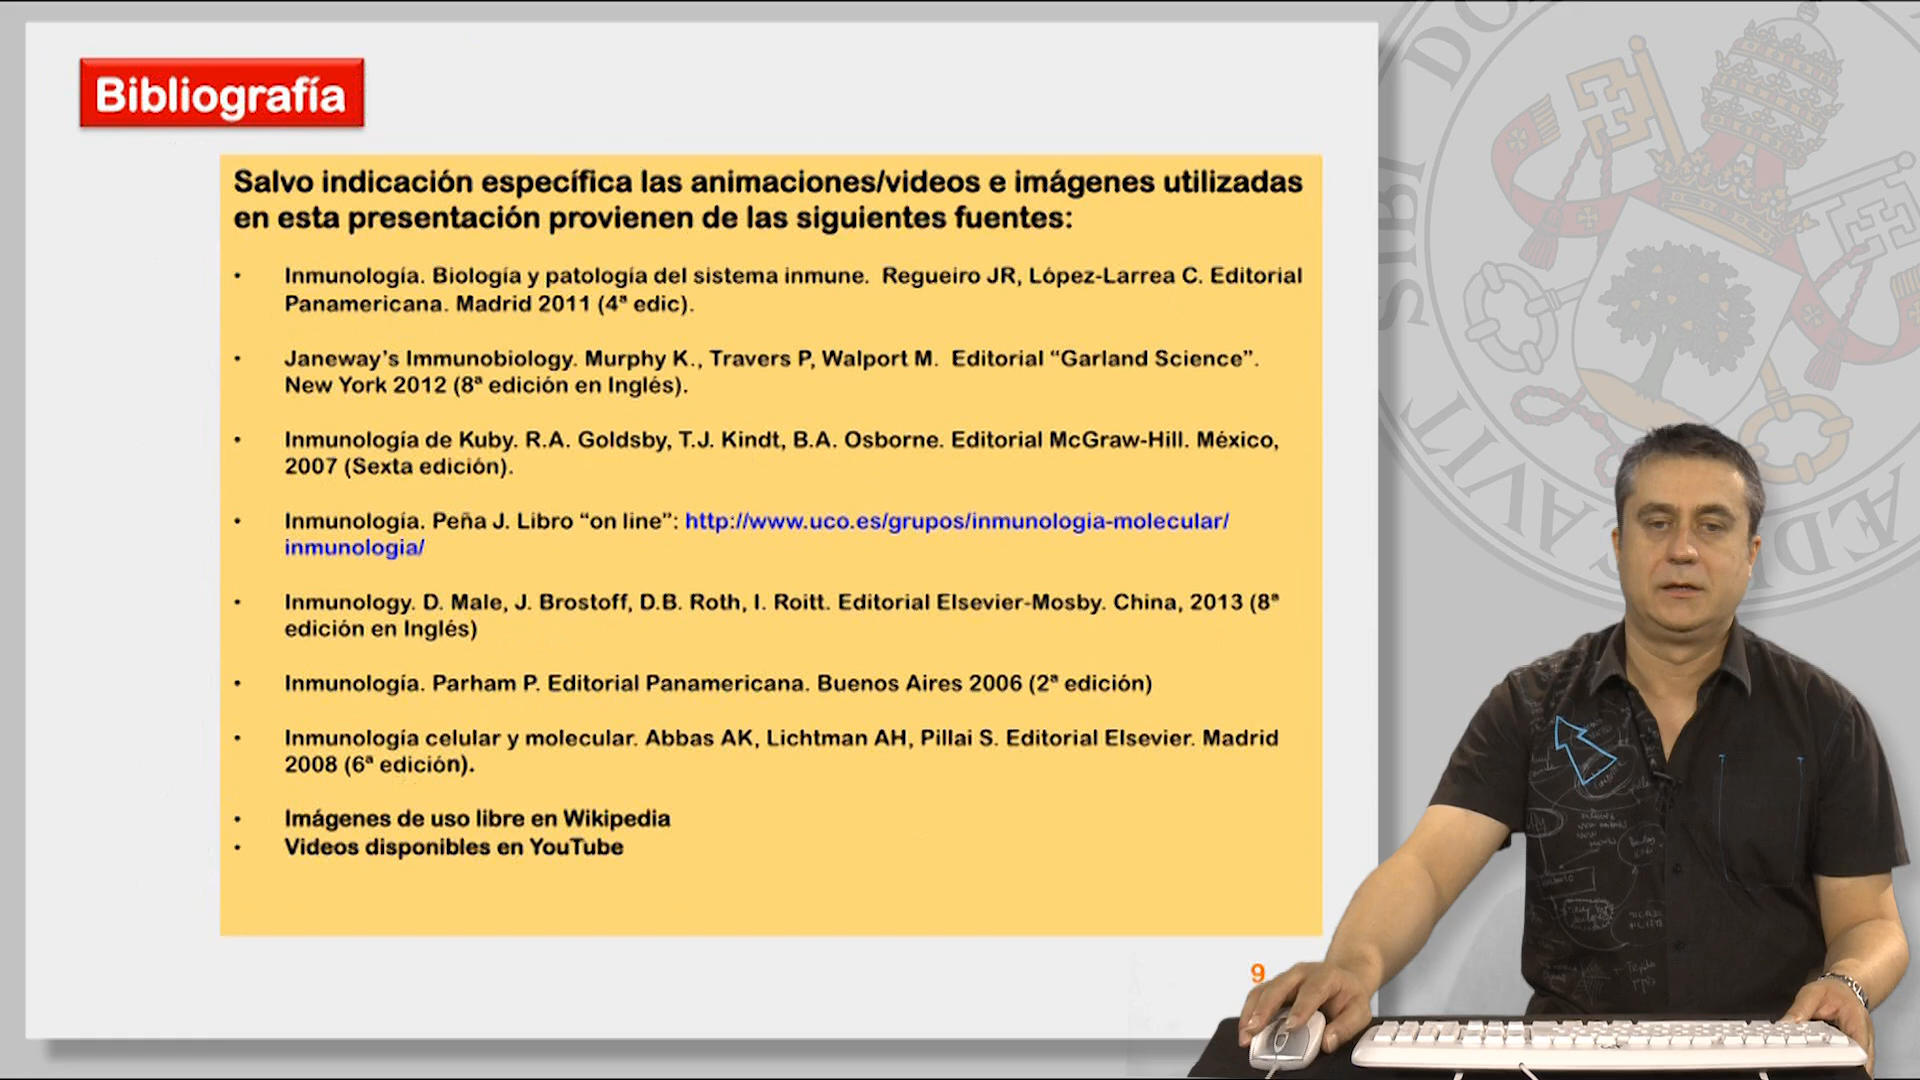 Bibliografía
Salvo indicación específica las animaciones/videos e imágenes utilizadas
en esta presentación provienen de las siguientes fuentes:
• Inmunología. Biología y patología del sistema inmune. Regueiro JR, López-Larrea C. Editorial
Panamericana. Madrid 2011 (4ª edic).
• Janeway’s Immunobiology. Murphy K., Travers P, Walport M. Editorial “Garland Science”.
New York 2012 (8ª edición en Inglés).
• Inmunología de Kuby. R.A. Goldsby, T.J. Kindt, B.A. Osborne. Editorial McGraw-Hill. México,
2007 (Sexta edición).
• Inmunología. Peña J. Libro “on line”: http://www.uco.es/grupos/inmunologia-molecular/
inmunologia/
• Inmunology. D. Male, J. Brostoff, D.B. Roth, I. Roitt. Editorial Elsevier-Mosby. China, 2013 (8ª
edición en Inglés)
• Inmunología. Parham P. Editorial Panamericana. Buenos Aires 2006 (2ª edición)
• Inmunología celular y molecular. Abbas AK, Lichtman AH, Pillai S. Editorial Elsevier. Madrid
2008 (6ª edición).
• Imágenes de uso libre en Wikipedia
• Videos disponibles en YouTube
9
SIBI